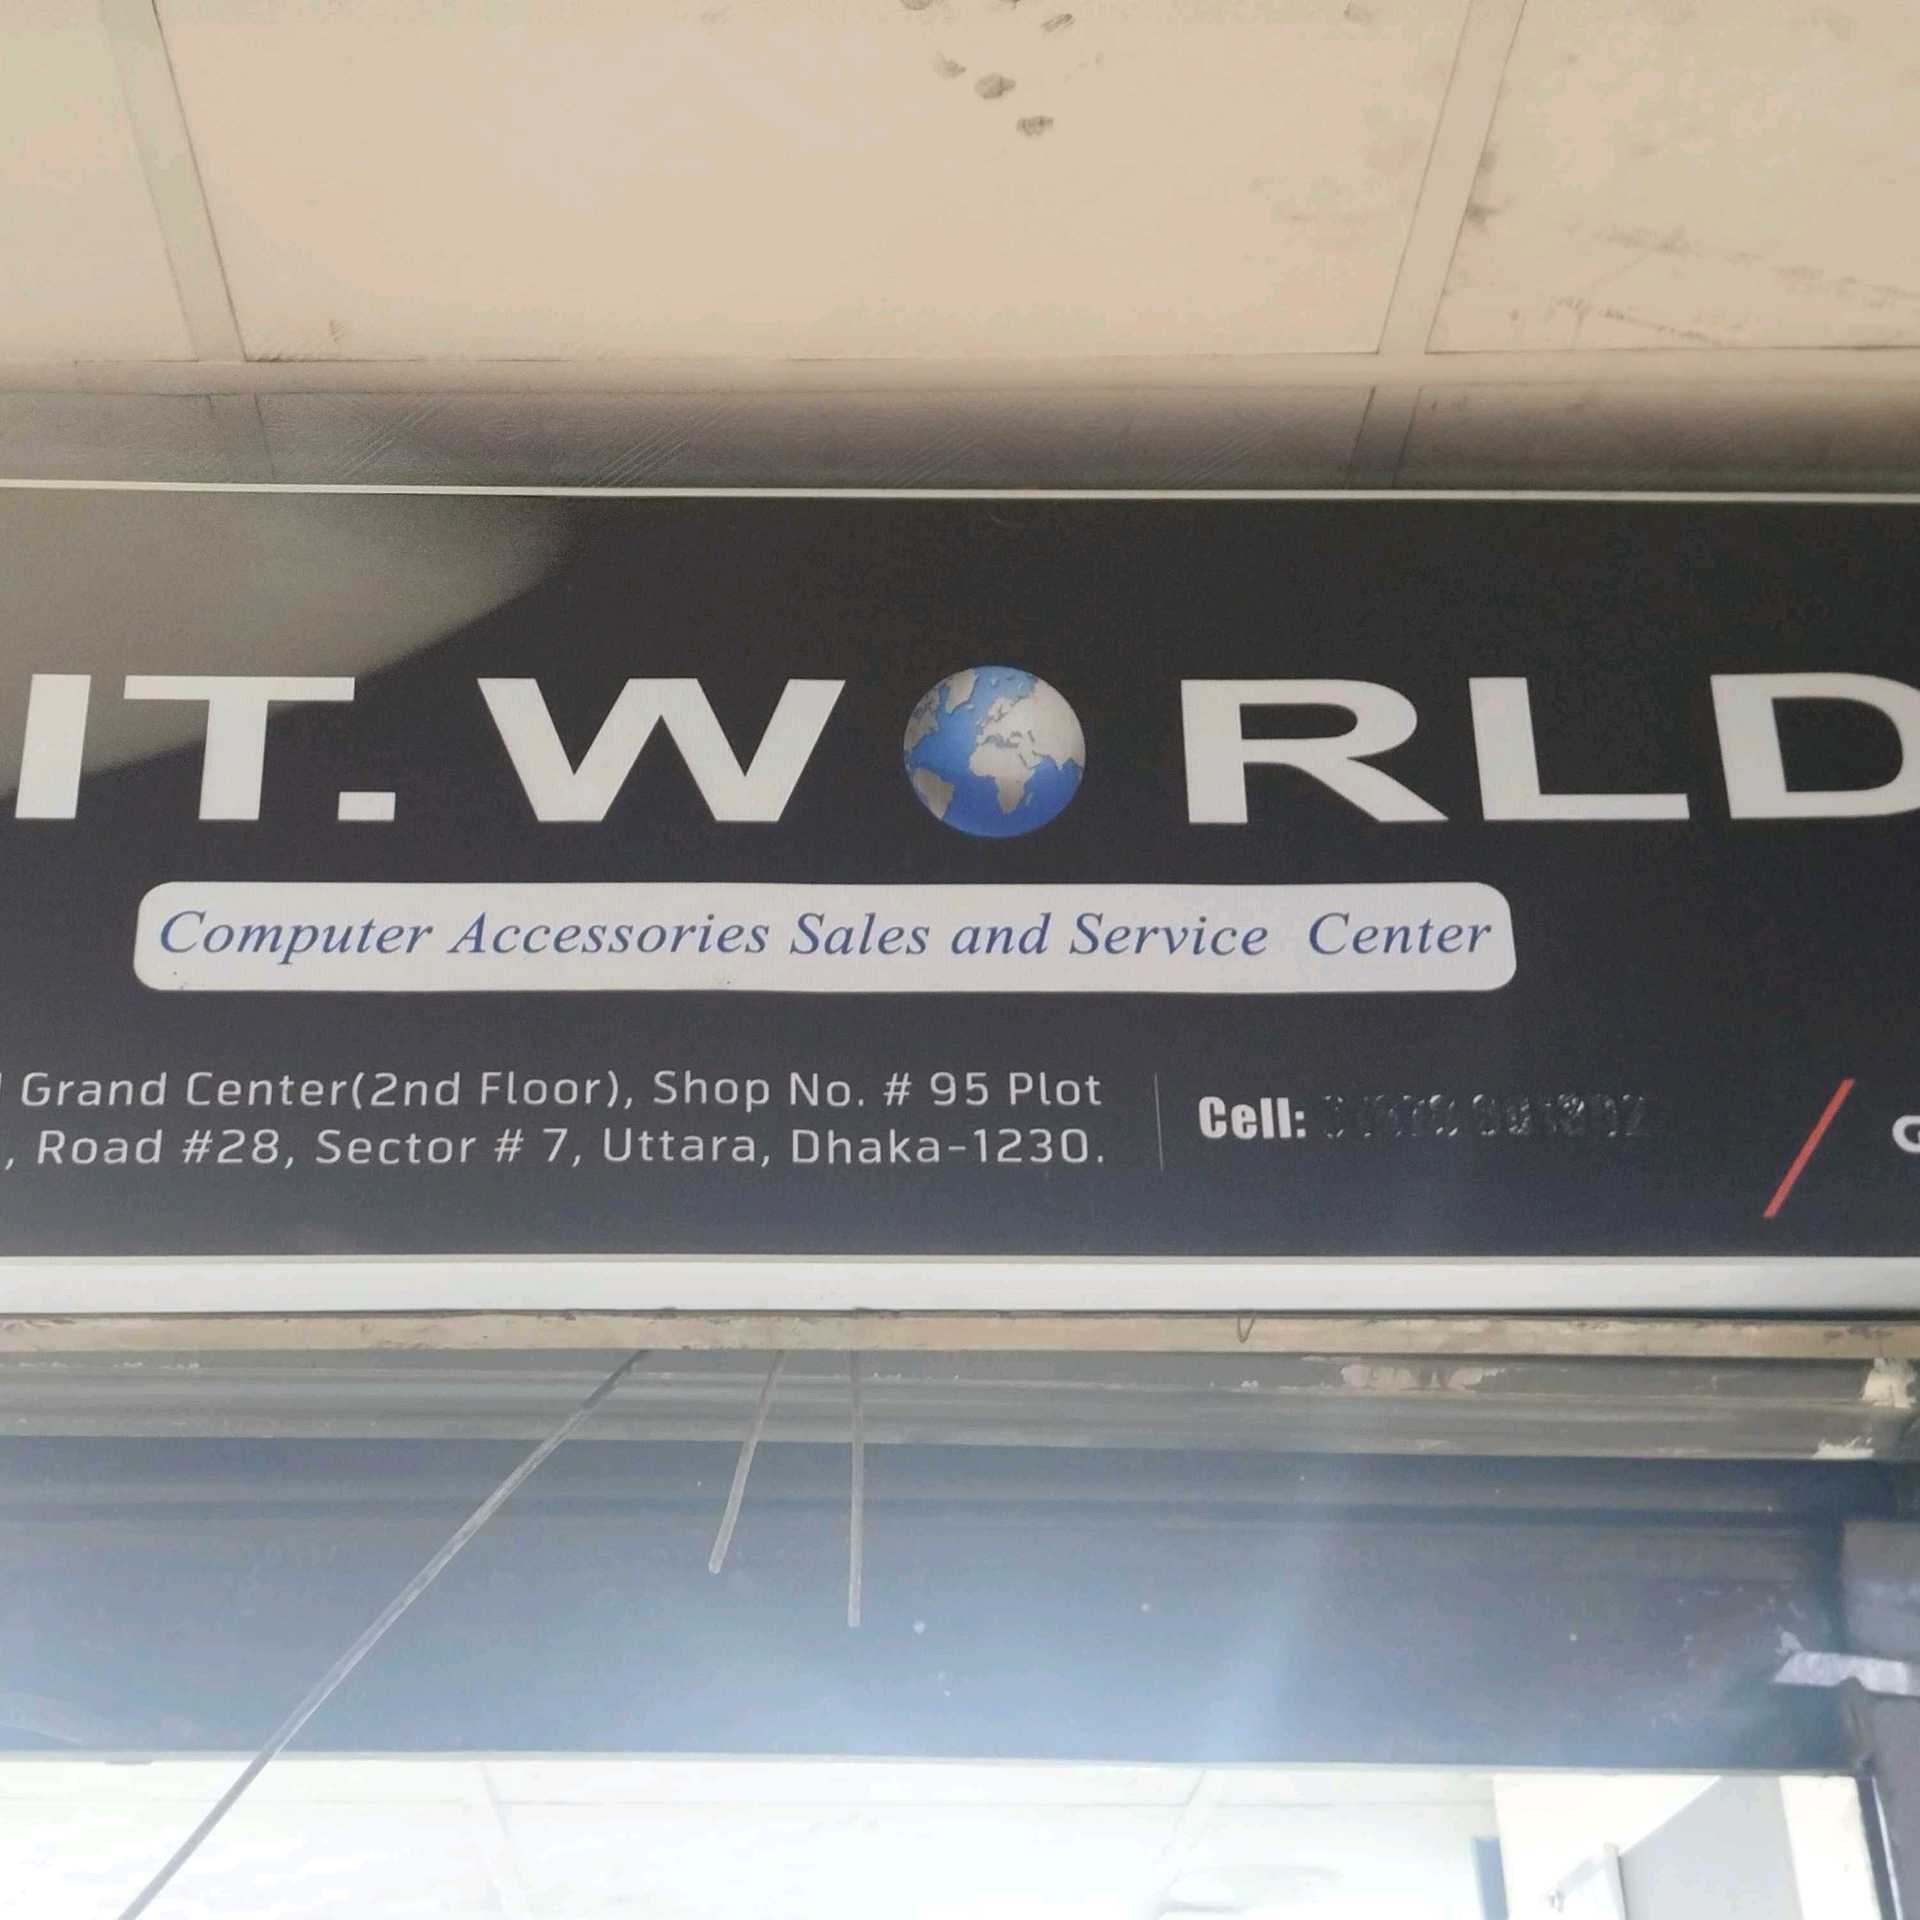 IT. WORLD
Computer Accessories Sales and Service Center
Grand Center(2nd Floor), Shop No. # 95 Plot
, Road #28, Sector # 7, Uttara, Dhaka-1230.
Cell:
/ G